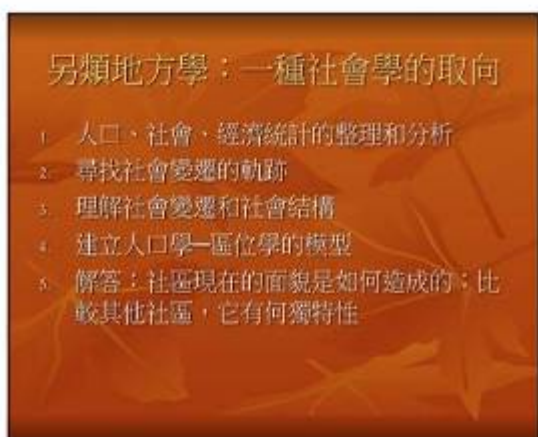 另類地方學：一種社會學的取向
1. 人口、社會、經濟統計的整理和分析
2. 尋找社會變遷的軌跡
3. 理解社會變遷和社會結構
4. 建立人口學─區位學的模型
5. 解答：社區現在的面貌是如何造成的；比
較其他社區，它有何獨特性